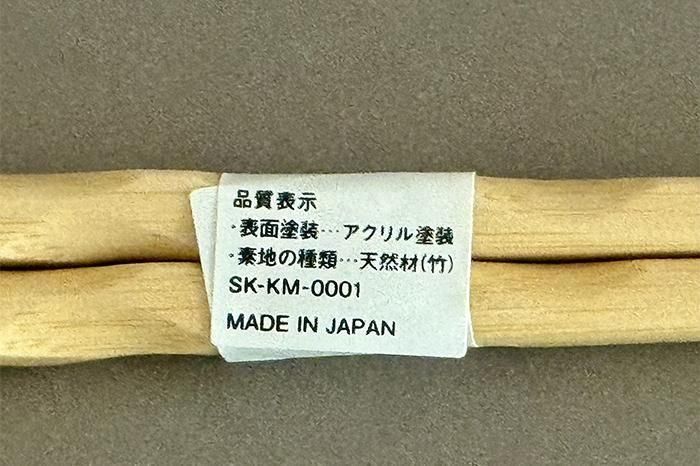 品質表示
・表面塗装…アクリル塗装
・素地の種類…天然材(竹)
SK-KM-0001
MADE IN JAPAN